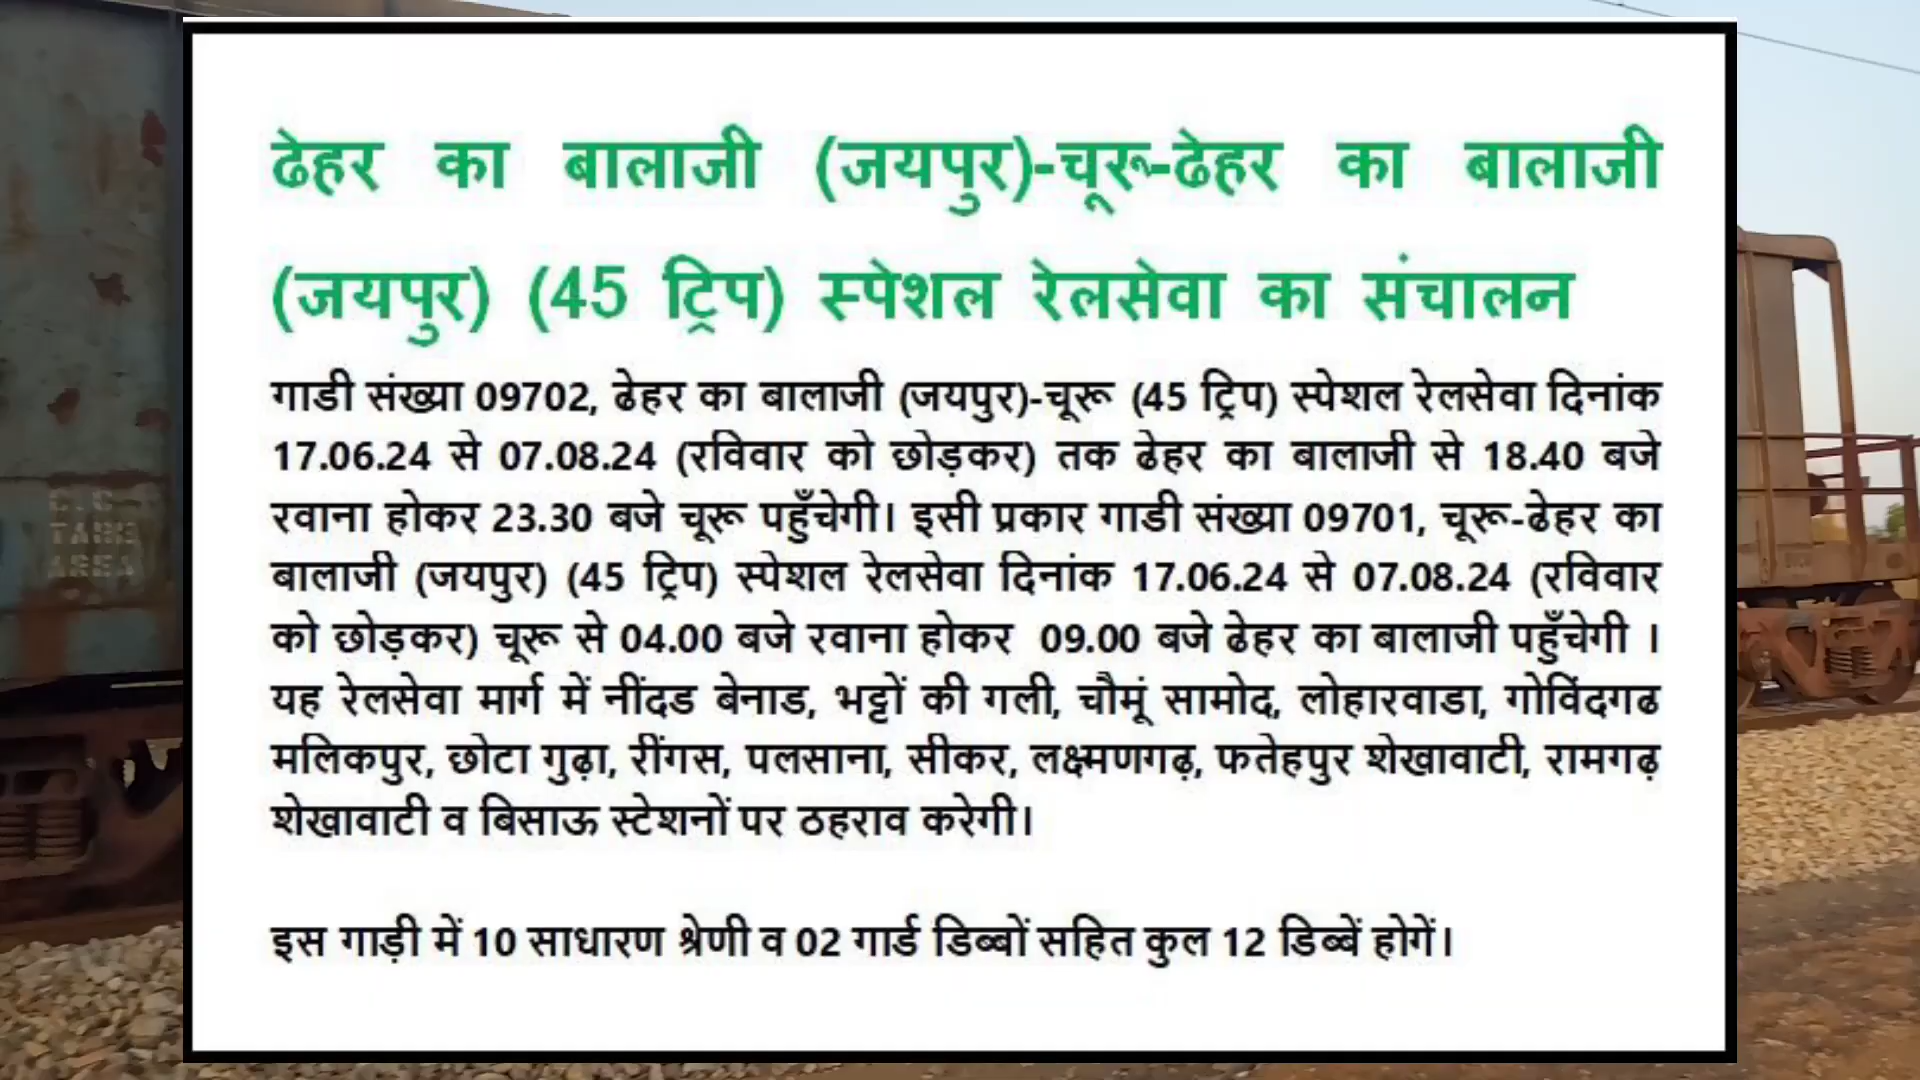 ढेहर का बालाजी (जयपुर)-चूरू-ढेहर का बालाजी
(जयपुर) (45 ट्रिप) स्पेशल रेलसेवा का संचालन
गाडी संख्या 09702, ढेहर का बालाजी (जयपुर)-चूरू (45 ट्रिप) स्पेशल रेलसेवा दिनांक
17.06.24 से 07.08.24 (रविवार को छोड़कर) तक ढेहर का बालाजी से 18.40 बजे
रवाना होकर 23.30 बजे चूरू पहुँचेगी। इसी प्रकार गाडी संख्या 09701, चूरू-ढेहर का
बालाजी (जयपुर) (45 ट्रिप) स्पेशल रेलसेवा दिनांक 17.06.24 से 07.08.24 (रविवार
को छोड़कर) चूरू से 04.00 बजे रवाना होकर 09.00 बजे ढेहर का बालाजी पहुँचेगी ।
यह रेलसेवा मार्ग में नींदड बेनाड, भट्टों की गली, चौमूं सामोद, लोहारवाडा, गोविंदगढ
मलिकपुर, छोटा गुढ़ा, रींगस, पलसाना, सीकर, लक्ष्मणगढ़, फतेहपुर शेखावाटी, रामगढ़
शेखावाटी व बिसाऊ स्टेशनों पर ठहराव करेगी।
इस गाड़ी में 10 साधारण श्रेणी व 02 गार्ड डिब्बों सहित कुल 12 डिब्बें होगें।